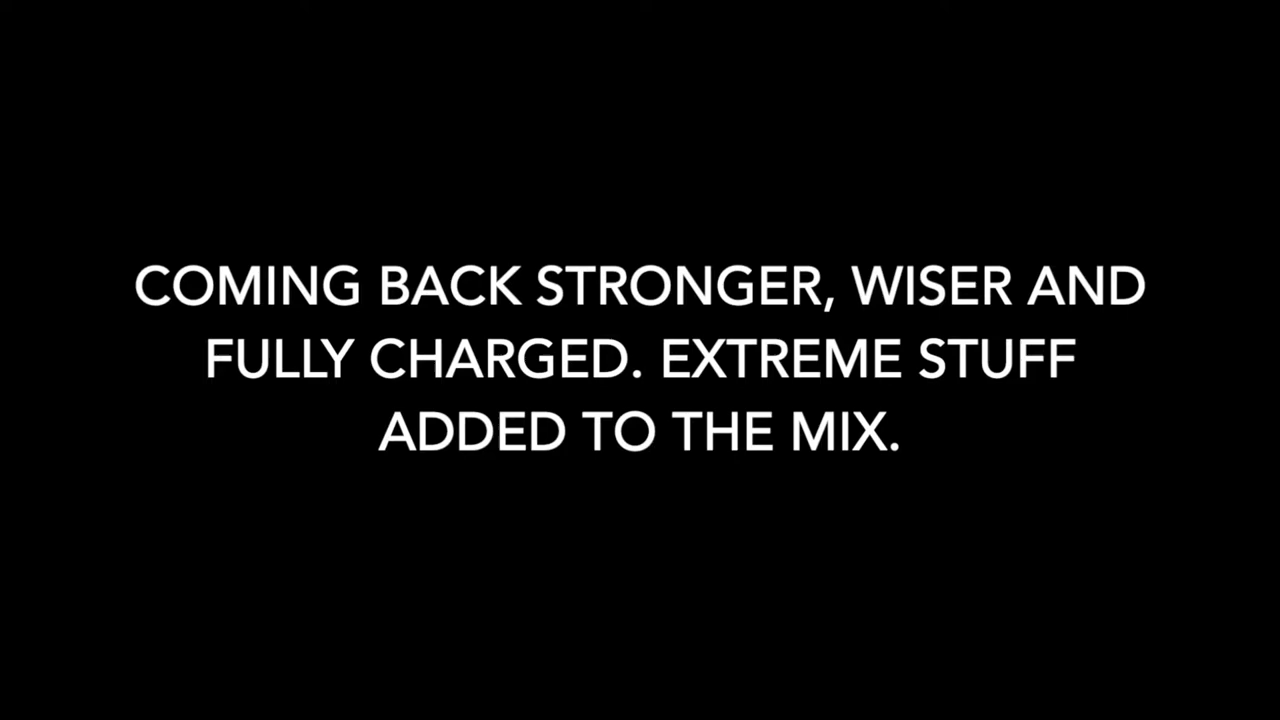 COMING BACK STRONGER, WISER AND
FULLY CHARGED. EXTREME STUFF
ADDED TO THE MIX.